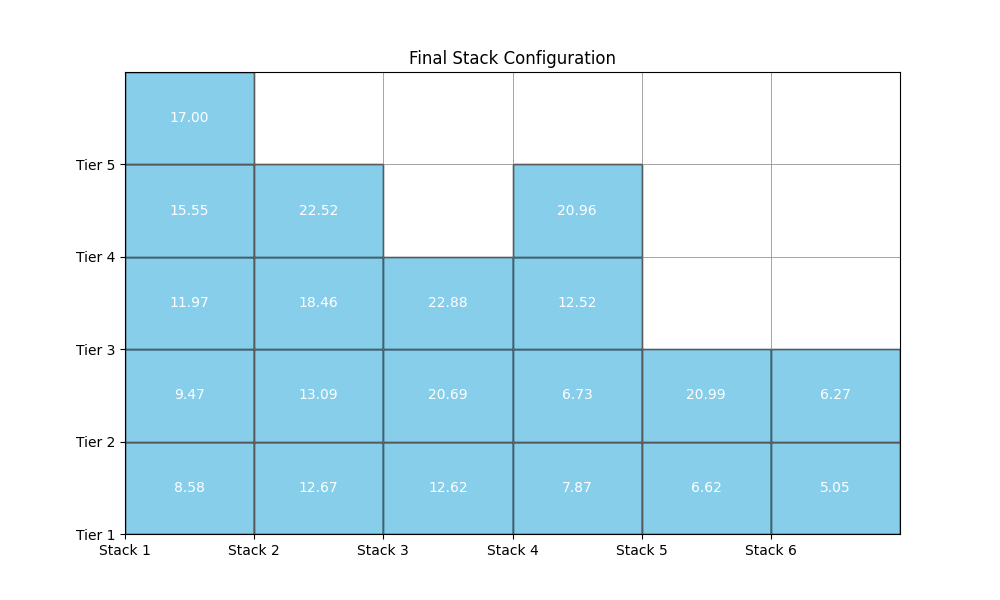 Final Stack Configuration
17.00
Tier 5
15.55 22.52 20.96
Tier 4
11.97 18.46 22.88 12.52
Tier 3
9.47 13.09 20.69 6.73 20.99 6.27
Tier 2
8.58 12.67 12.62 7.87 6.62 5.05
Tier 1
Stack 1 Stack 2 Stack 3 Stack 4 Stack 5 Stack 6